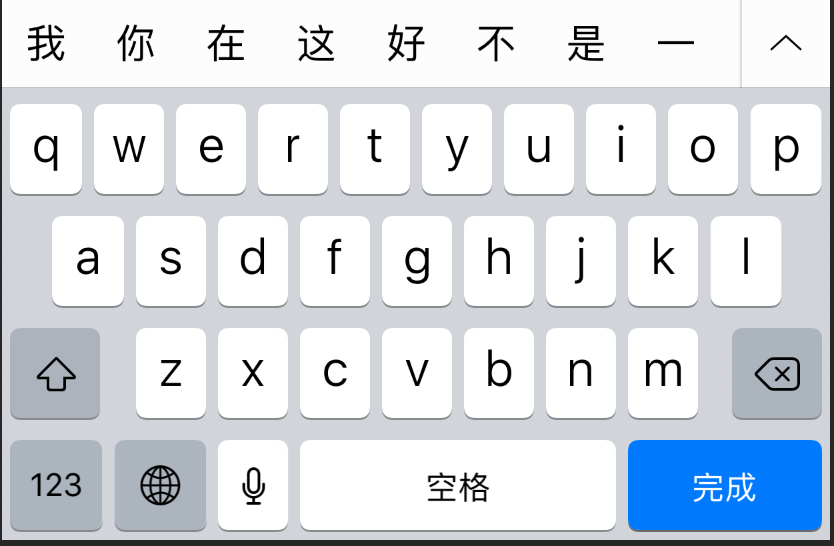 我 你 在 这 好 不 是 一
q w e r t y u i o p
a s d f g h j k l
z x c v b n m
123 空格 完成